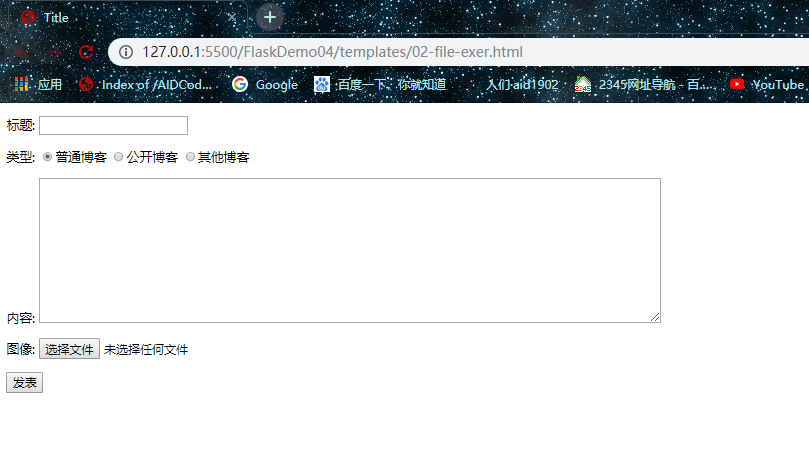 Title
127.0.0.1:5500/FlaskDemo04/templates/02-file-exer.html
应用 Index of /AIDCod... Google 百度一下，你就知道 人们 aid1902 2345网址导航 - 百... YouTube
标题:
类型: 普通博客 公开博客 其他博客
内容:
图像: 选择文件 未选择任何文件
发表